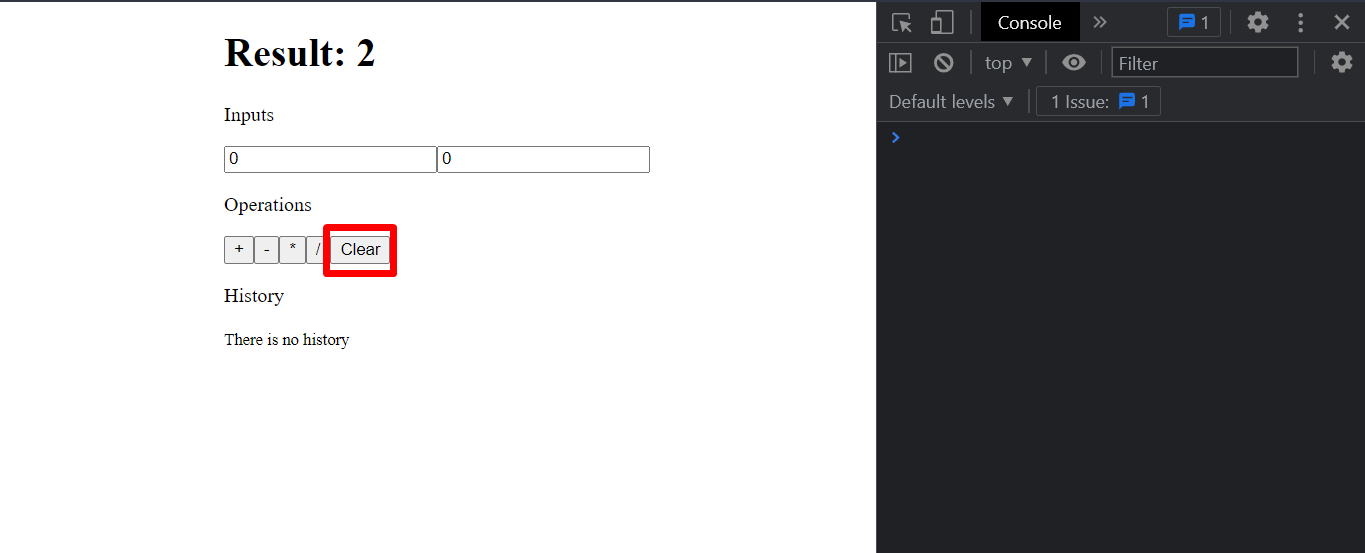 Result: 2
Inputs
0 0
Operations
+ - * / Clear
History
There is no history
Console » 1
top ▼ Filter
Default levels ▼ 1 Issue: 1
›